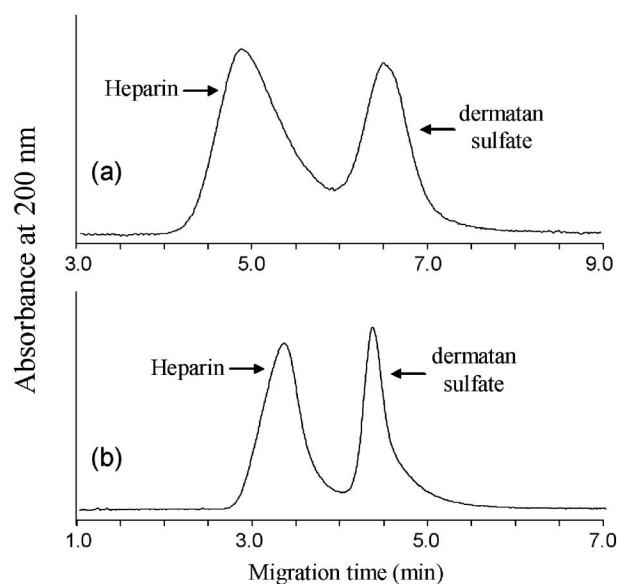 Absorbance at 200 nm
Heparin
dermatan
sulfate
(a)
3.0 5.0 7.0 9.0
Heparin
dermatan
sulfate
(b)
1.0 3.0 5.0 7.0
Migration time (min)